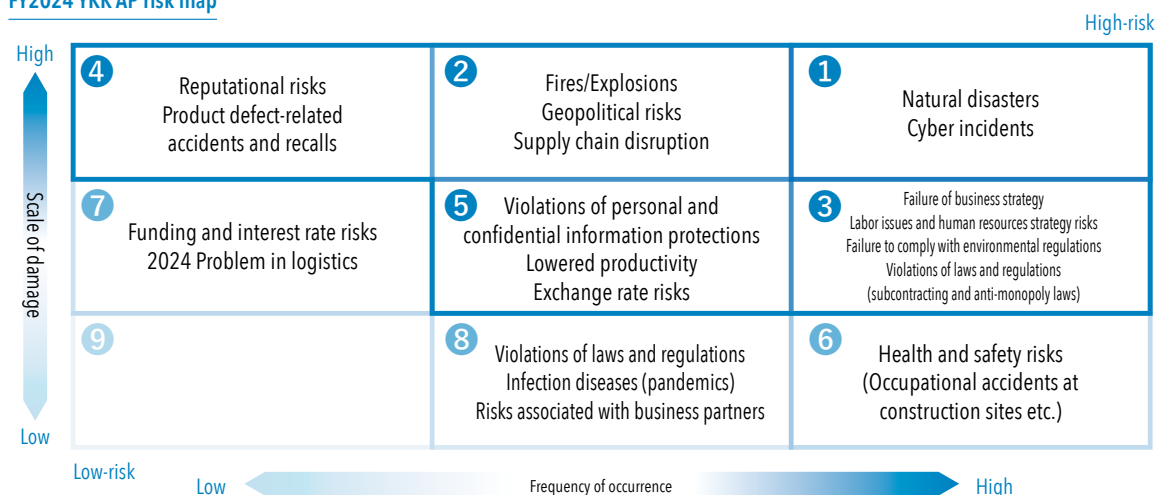 FY2024 YKK AP risk map
High-risk
High
4
Reputational risks
Product defect-related
accidents and recalls
2
Fires/Explosions
Geopolitical risks
Supply chain disruption
1
Natural disasters
Cyber incidents
Scale of damage
7
Funding and interest rate risks
2024 Problem in logistics
5
Violations of personal and
confidential information protections
Lowered productivity
Exchange rate risks
3
Failure of business strategy
Labor issues and human resources strategy risks
Failure to comply with environmental regulations
Violations of laws and regulations
(subcontracting and anti-monopoly laws)
9
8
Violations of laws and regulations
Infection diseases (pandemics)
Risks associated with business partners
6
Health and safety risks
(Occupational accidents at
construction sites etc.)
Low
Low-risk
Low
Frequency of occurrence
High